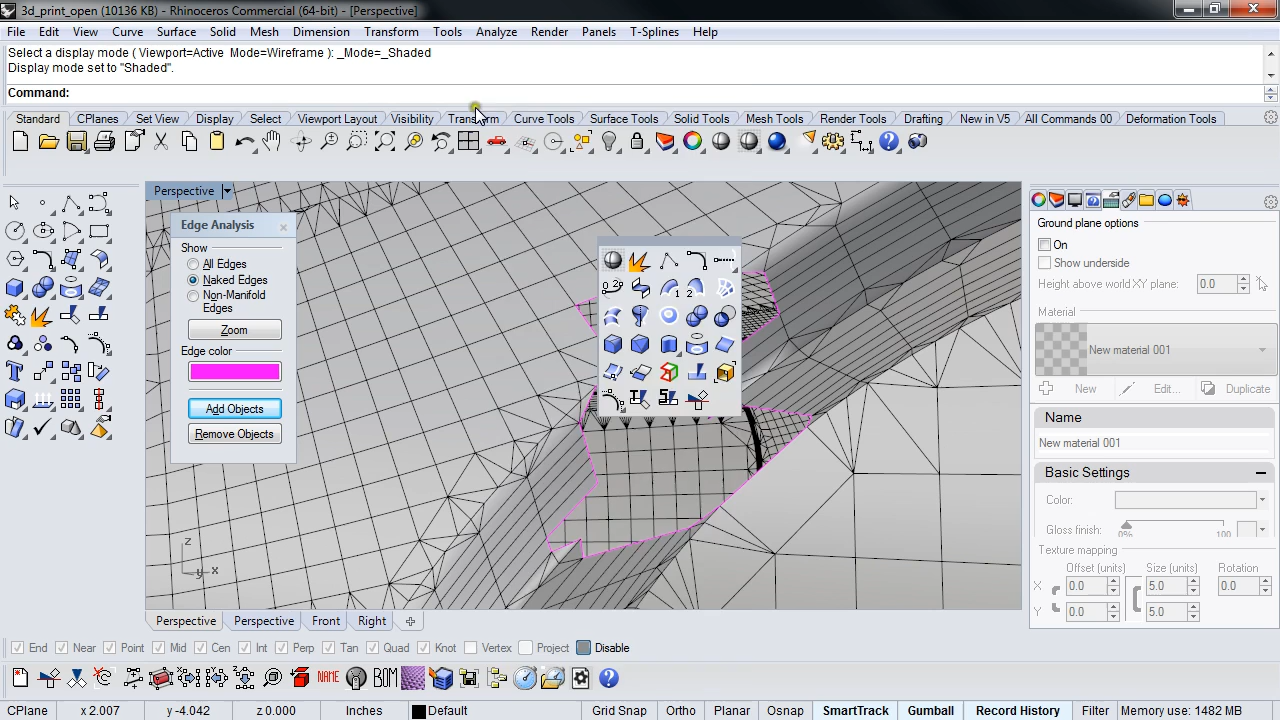 3d_print_open (10136 KB) - Rhinoceros Commercial (64-bit) - [Perspective]
File Edit View Curve Surface Solid Mesh Dimension Transform Tools Analyze Render Panels T-Splines Help
Select a display mode ( Viewport=Active Mode=Wireframe ): _Mode=_Shaded
Display mode set to "Shaded".
Command:
Standard CPlanes Set View Display Select Viewport Layout Visibility Transform Curve Tools Surface Tools Solid Tools Mesh Tools Render Tools Drafting New in V5 All Commands 00 Deformation Tools
Perspective
Edge Analysis
Show
All Edges
Naked Edges
Non-Manifold
Edges
Zoom
Edge color
Add Objects
Remove Objects
z
y x
Ground plane options
On
Show underside
Height above world XY plane: 0.0
Material
New material 001
New Edit... Duplicate
Name
New material 001
Basic Settings
Color:
Gloss finish: 0% 100
Texture mapping
Offset (units) Size (units) Rotation
X 0.0 5.0 0.0
Y 0.0 5.0
Perspective Perspective Front Right
End Near Point Mid Cen Int Perp Tan Quad Knot Vertex Project Disable
NAME BOM
CPlane x 2.007 y -4.042 z 0.000 Inches Default Grid Snap Ortho Planar Osnap SmartTrack Gumball Record History Filter Memory use: 1482 MB